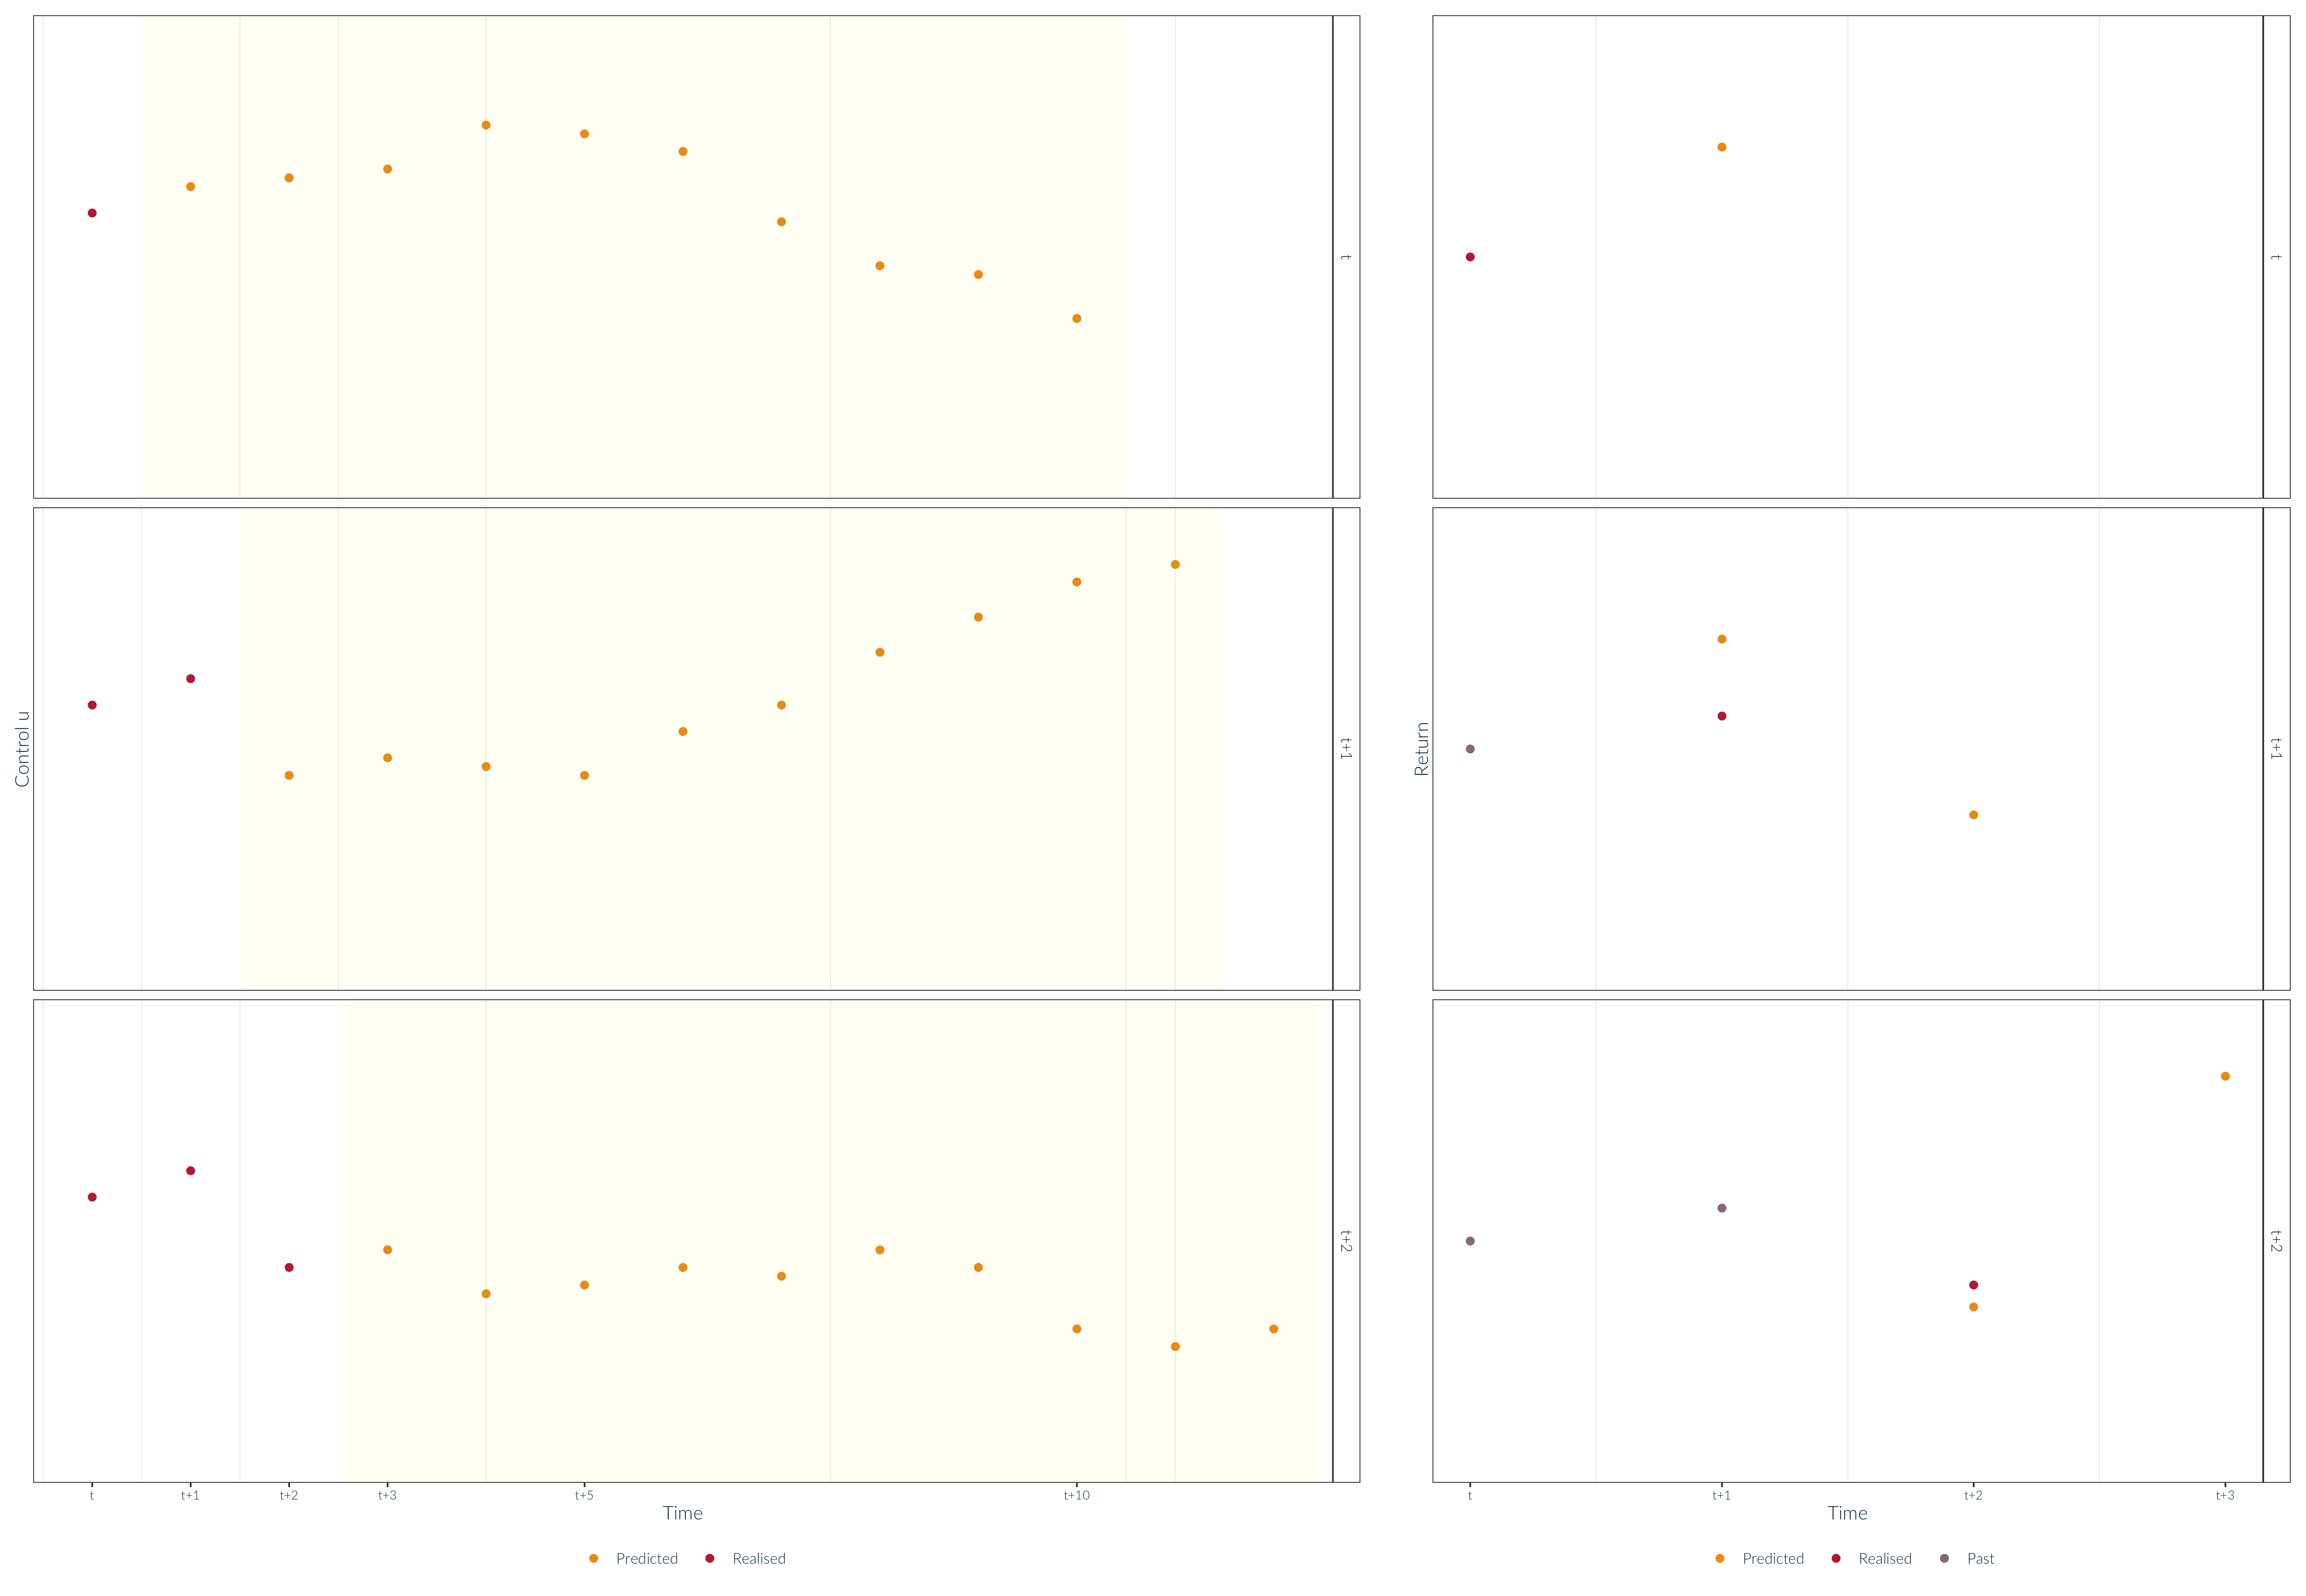 t
t
Control u
t+1
Return
t+1
t+2
t+2
t t+1 t+2 t+3 t+5 t+10
Time
t t+1 t+2 t+3
Time
Predicted Realised
Predicted Realised Past